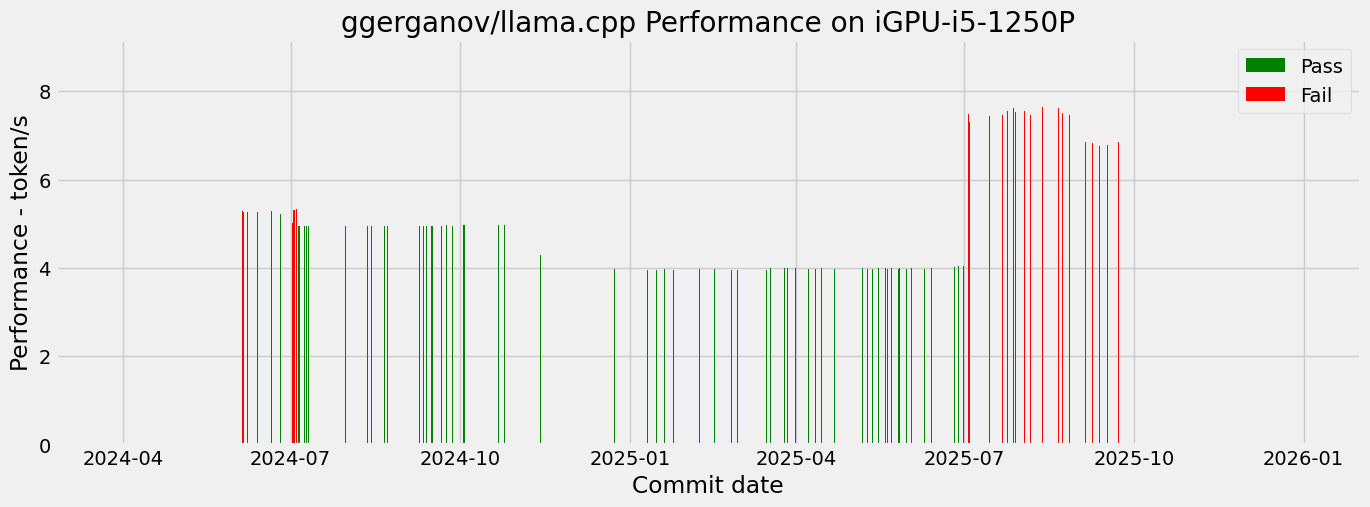 ggerganov/llama.cpp Performance on iGPU-i5-1250P
Pass
Fail
Performance - token/s
8
6
4
2
0
2024-04 2024-07 2024-10 2025-01 2025-04 2025-07 2025-10 2026-01
Commit date